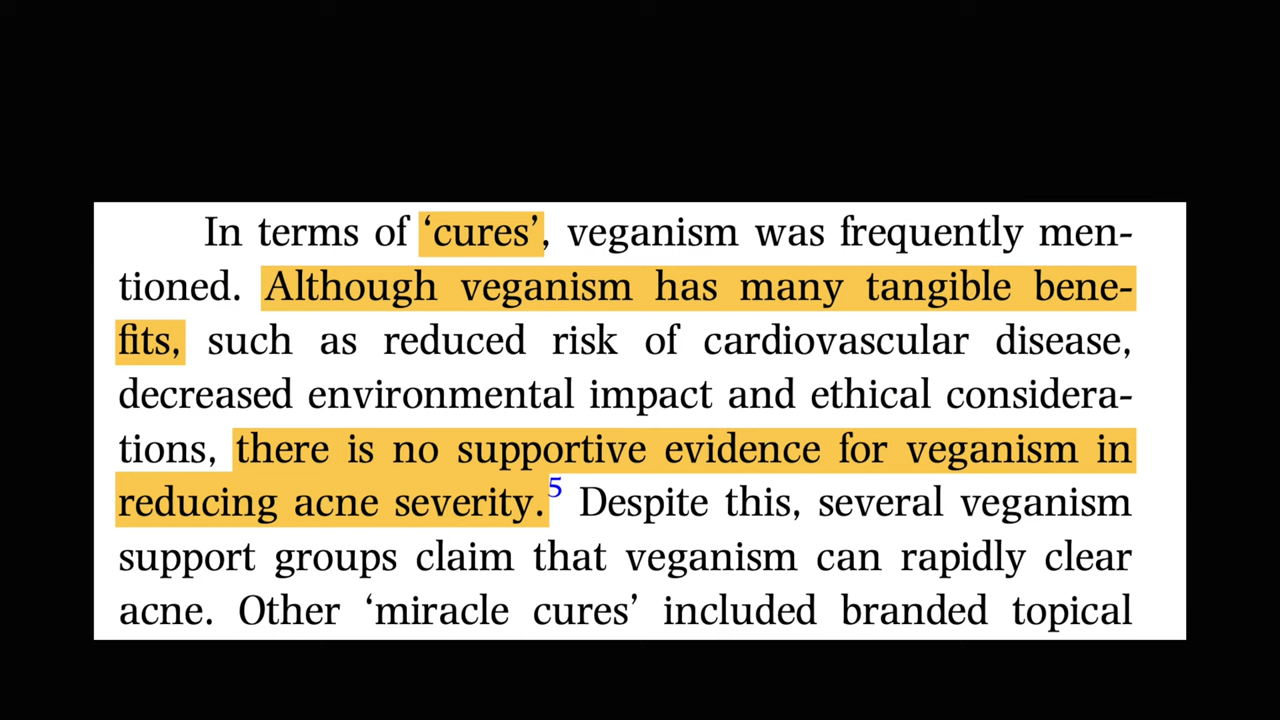 In terms of ‘cures’, veganism was frequently men-
tioned. Although veganism has many tangible bene-
fits, such as reduced risk of cardiovascular disease,
decreased environmental impact and ethical considera-
tions, there is no supportive evidence for veganism in
reducing acne severity.5 Despite this, several veganism
support groups claim that veganism can rapidly clear
acne. Other ‘miracle cures’ included branded topical